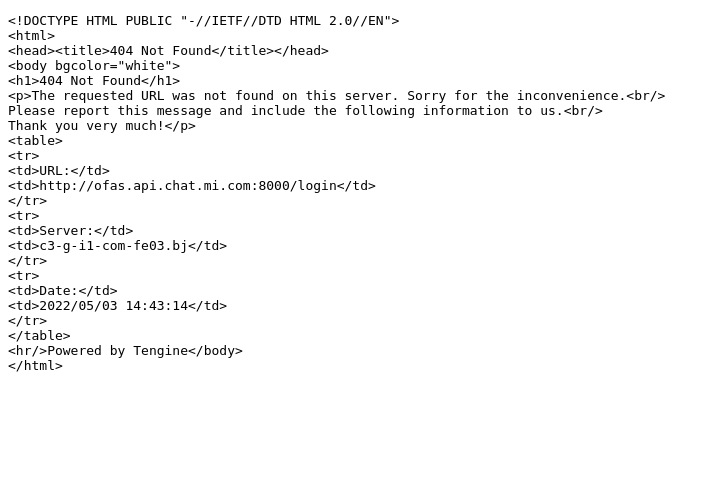 <!DOCTYPE HTML PUBLIC "-//IETF//DTD HTML 2.0//EN">
<html>
<head><title>404 Not Found</title></head>
<body bgcolor="white">
<h1>404 Not Found</h1>
<p>The requested URL was not found on this server. Sorry for the inconvenience.<br/>
Please report this message and include the following information to us.<br/>
Thank you very much!</p>
<table>
<tr>
<td>URL:</td>
<td>http://ofas.api.chat.mi.com:8000/login</td>
</tr>
<tr>
<td>Server:</td>
<td>c3-g-i1-com-fe03.bj</td>
</tr>
<tr>
<td>Date:</td>
<td>2022/05/03 14:43:14</td>
</tr>
</table>
<hr/>Powered by Tengine</body>
</html>